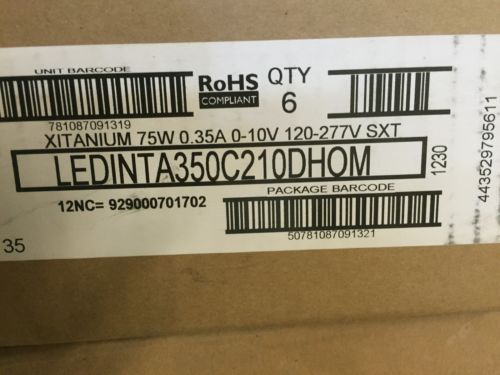 UNIT BARCODE
781087091319
RoHS
COMPLIANT
QTY
6
XITANIUM 75W 0.35A 0-10V 120-277V SXT
LEDINTA350C210DHOM
12NC= 929000701702
PACKAGE BARCODE
50781087091321
1230
443529795611
35